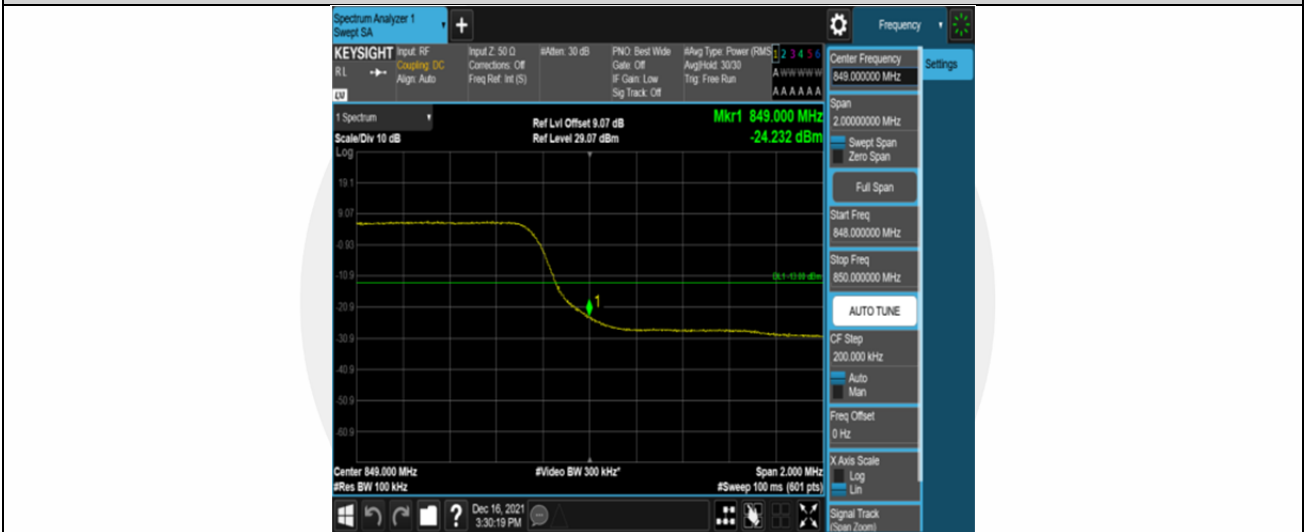 Spectrum Analyzer 1
Swept SA
Frequency
KEYSIGHT
RL
Input: RF
Coupling: DC
Align: Auto
Input Z: 50 Ω
Corrections: Off
Freq Ref: Int (S)
#Atten: 30 dB
PNO: Best Wide
Gate: Off
IF Gain: Low
Sig Track: Off
#Avg Type: Power (RMS
Avg|Hold: 30/30
Trig: Free Run
1 2 3 4 5 6
A W W W W W
A A A A A A
1 Spectrum
Scale/Div 10 dB
Log
Ref Lvl Offset 9.07 dB
Ref Level 29.07 dBm
Mkr1 849.000 MHz
-24.232 dBm
19.1
9.07
-0.93
-10.9
-20.9
-30.9
-40.9
-50.9
-60.9
DL1 -13.00 dBm
1
Center 849.000 MHz
#Res BW 100 kHz
#Video BW 300 kHz*
Span 2.000 MHz
#Sweep 100 ms (601 pts)
?
Dec 16, 2021
3:30:19 PM
Settings
Center Frequency
849.000000 MHz
Span
2.00000000 MHz
Swept Span
Zero Span
Full Span
Start Freq
848.000000 MHz
Stop Freq
850.000000 MHz
AUTO TUNE
CF Step
200.000 kHz
Auto
Man
Freq Offset
0 Hz
X Axis Scale
Log
Lin
Signal Track
(Span Zoom)